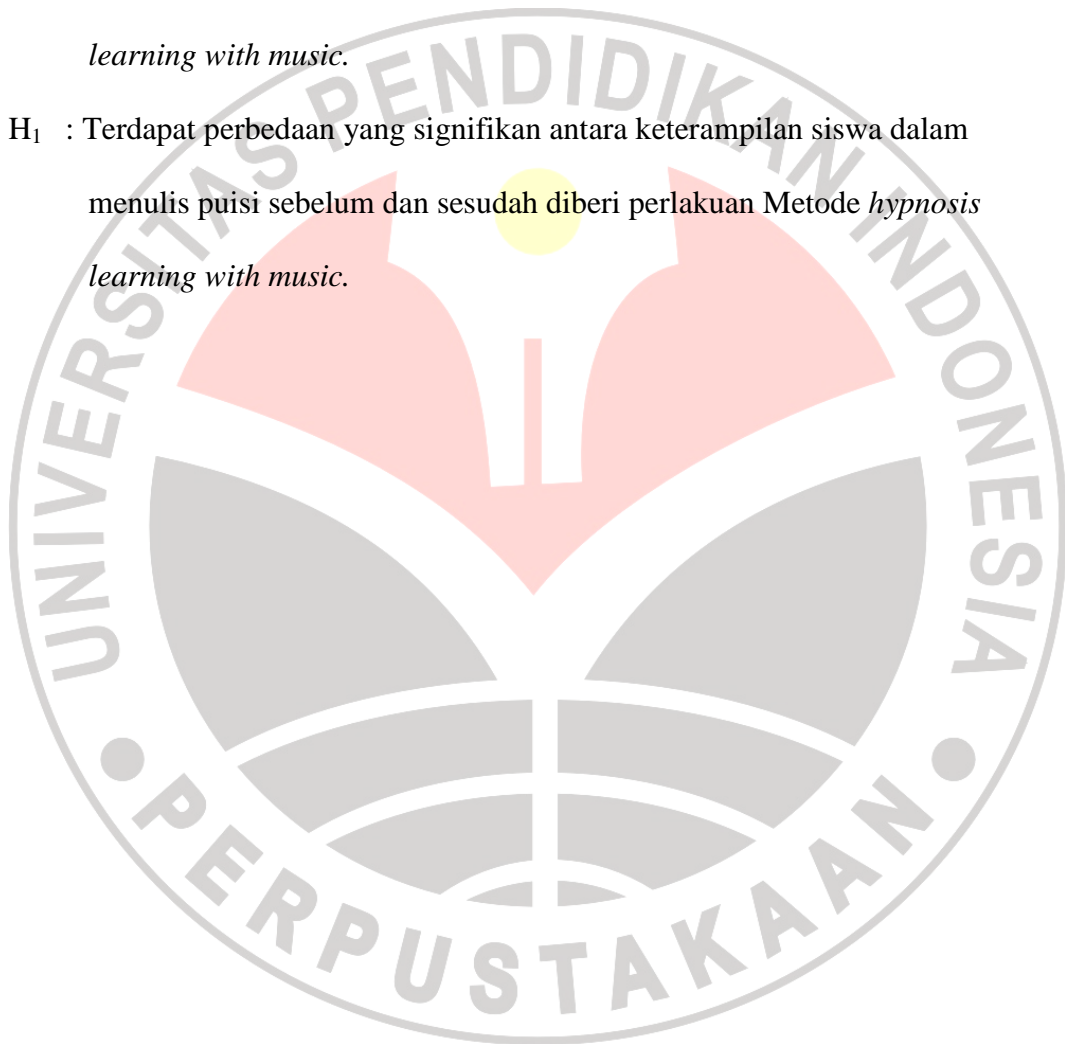 learning with music.
H₁ : Terdapat perbedaan yang signifikan antara keterampilan siswa dalam
menulis puisi sebelum dan sesudah diberi perlakuan Metode hypnosis
learning with music.
UNIVERSITAS PENDIDIKAN INDONESIA
PERPUSTAKAAN